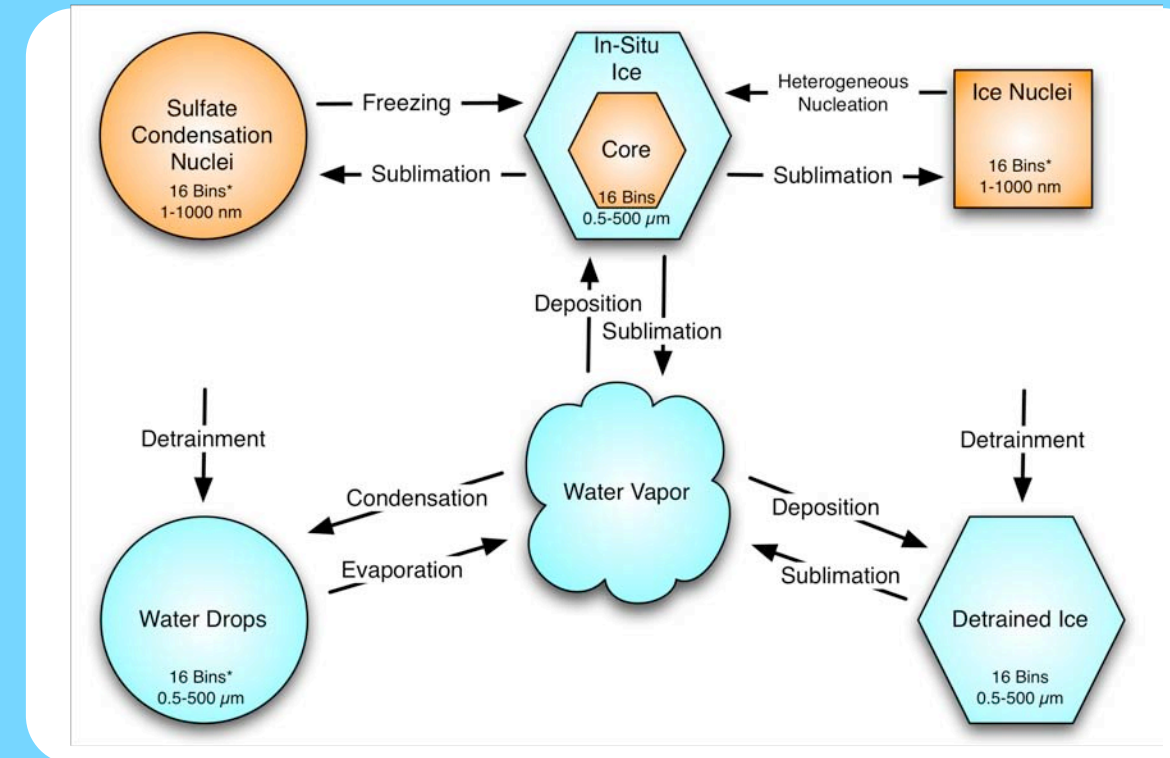 Sulfate
Condensation
Nuclei
16 Bins*
1-1000 nm
Freezing
Sublimation
In-Situ
Ice
Core
16 Bins
0.5-500 μm
Heterogeneous
Nucleation
Sublimation
Ice Nuclei
16 Bins*
1-1000 nm
Deposition
Sublimation
Detrainment
Detrainment
Condensation
Evaporation
Water Vapor
Deposition
Sublimation
Water Drops
16 Bins*
0.5-500 μm
Detrained Ice
16 Bins
0.5-500 μm